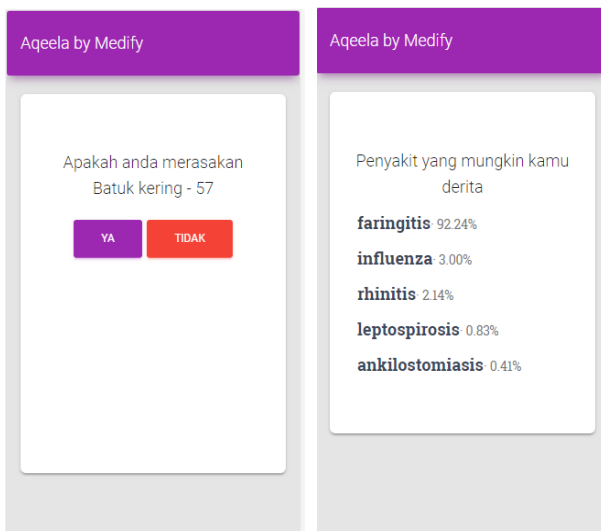 Aqeela by Medify
Apakah anda merasakan
Batuk kering - 57
YA TIDAK
Aqeela by Medify
Penyakit yang mungkin kamu
derita
faringitis· 92.24%
influenza· 3.00%
rhinitis· 2.14%
leptospirosis· 0.83%
ankilostomiasis· 0.41%